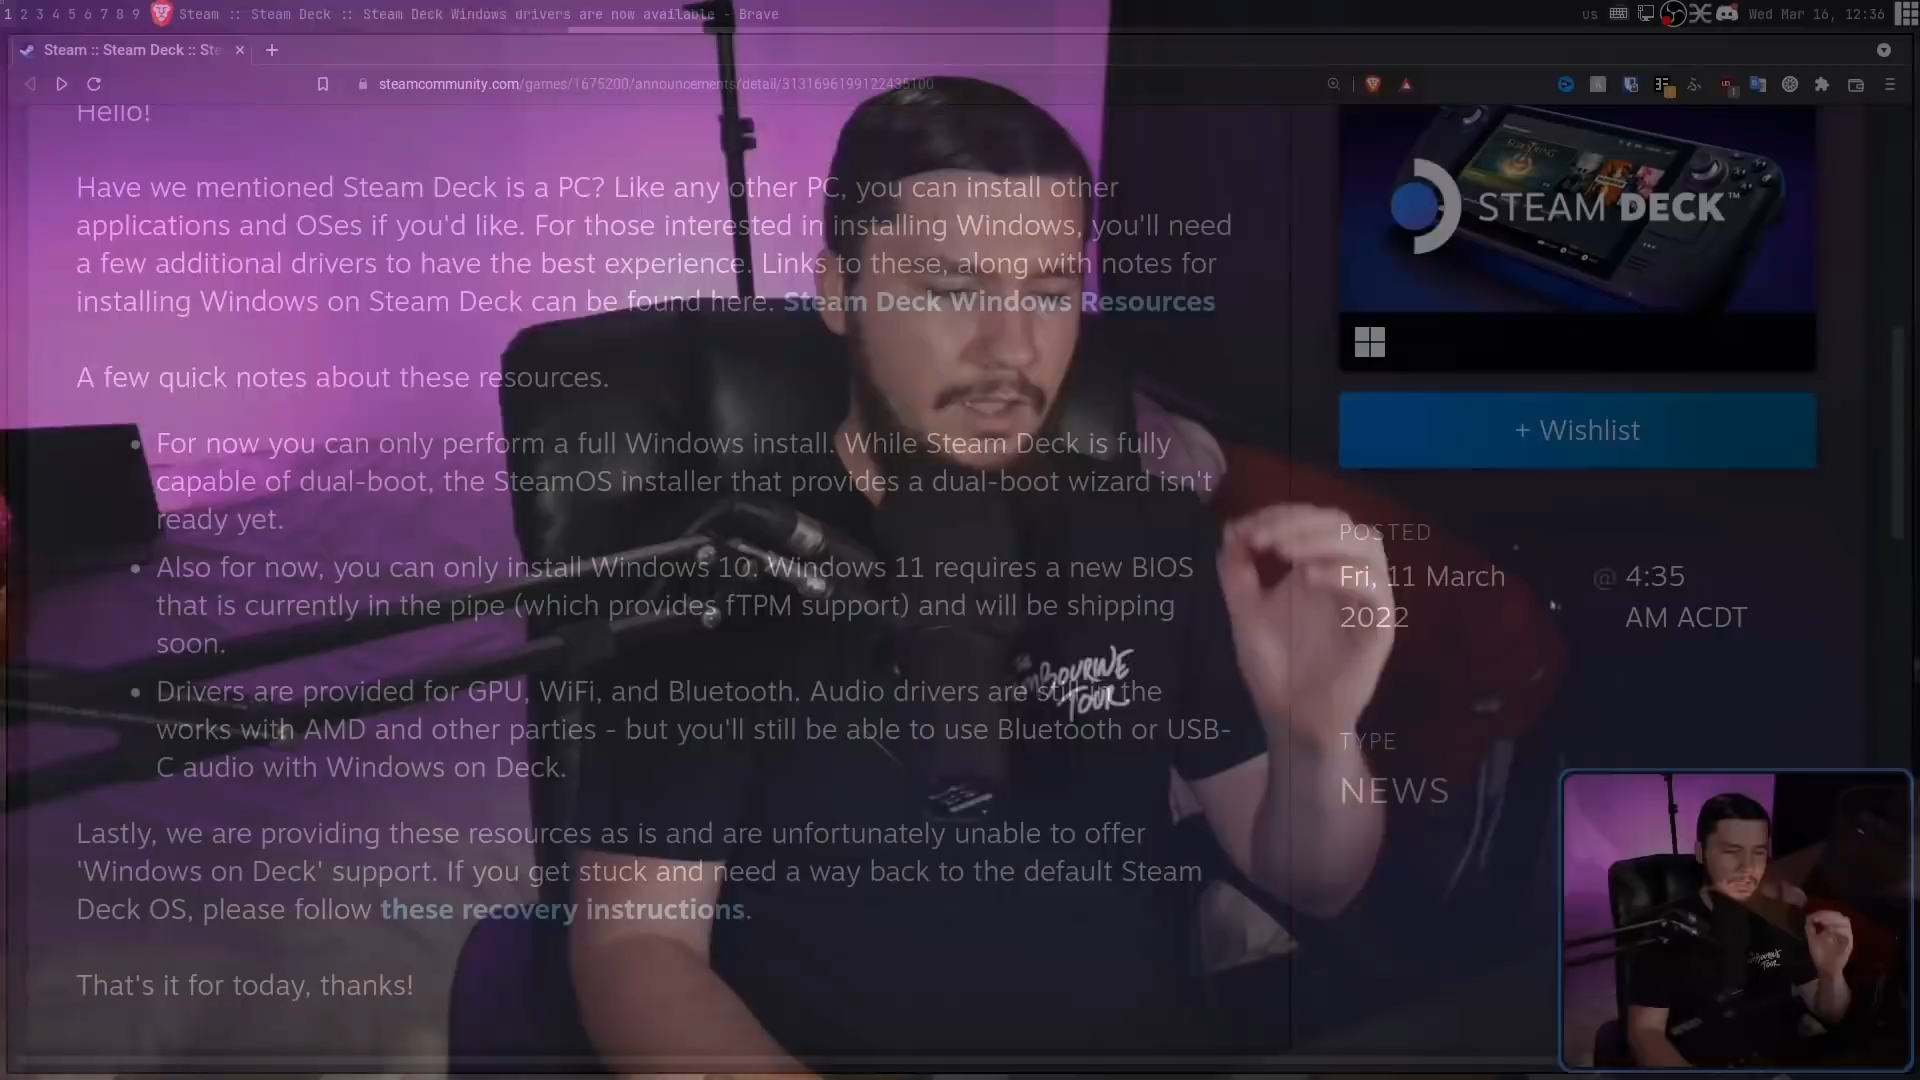 1 2 3 4 5 6 7 8 9 Steam :: Steam Deck :: Steam Deck Windows drivers are now available - Brave
us Wed Mar 16, 12:36
Steam :: Steam Deck :: Ste
steamcommunity.com/games/1675200/announcements/detail/3131696199122435100
Hello!
Have we mentioned Steam Deck is a PC? Like any other PC, you can install other
applications and OSes if you'd like. For those interested in installing Windows, you'll need
a few additional drivers to have the best experience. Links to these, along with notes for
installing Windows on Steam Deck can be found here. Steam Deck Windows Resources
A few quick notes about these resources.
• For now you can only perform a full Windows install. While Steam Deck is fully
capable of dual-boot, the SteamOS installer that provides a dual-boot wizard isn't
ready yet.
• Also for now, you can only install Windows 10. Windows 11 requires a new BIOS
that is currently in the pipe (which provides fTPM support) and will be shipping
soon.
• Drivers are provided for GPU, WiFi, and Bluetooth. Audio drivers are still in the
works with AMD and other parties - but you'll still be able to use Bluetooth or USB-
C audio with Windows on Deck.
Lastly, we are providing these resources as is and are unfortunately unable to offer
'Windows on Deck' support. If you get stuck and need a way back to the default Steam
Deck OS, please follow these recovery instructions.
That's it for today, thanks!
STEAM DECK™
+ Wishlist
POSTED
Fri, 11 March
2022
@ 4:35
AM ACDT
TYPE
NEWS
TOUR